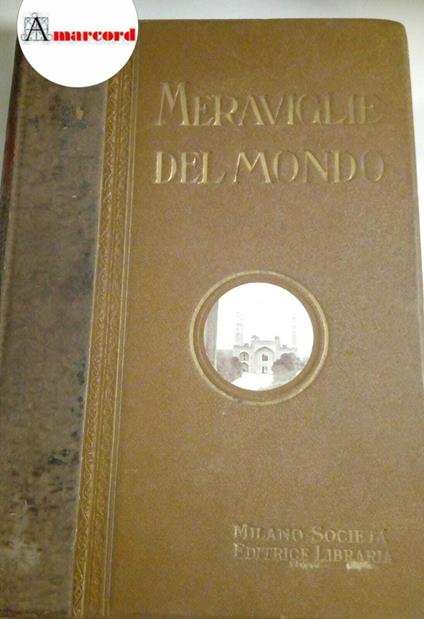 Amarcord
MERAVIGLIE
DEL MONDO
MILANO SOCIETÀ
EDITRICE LIBRARIA